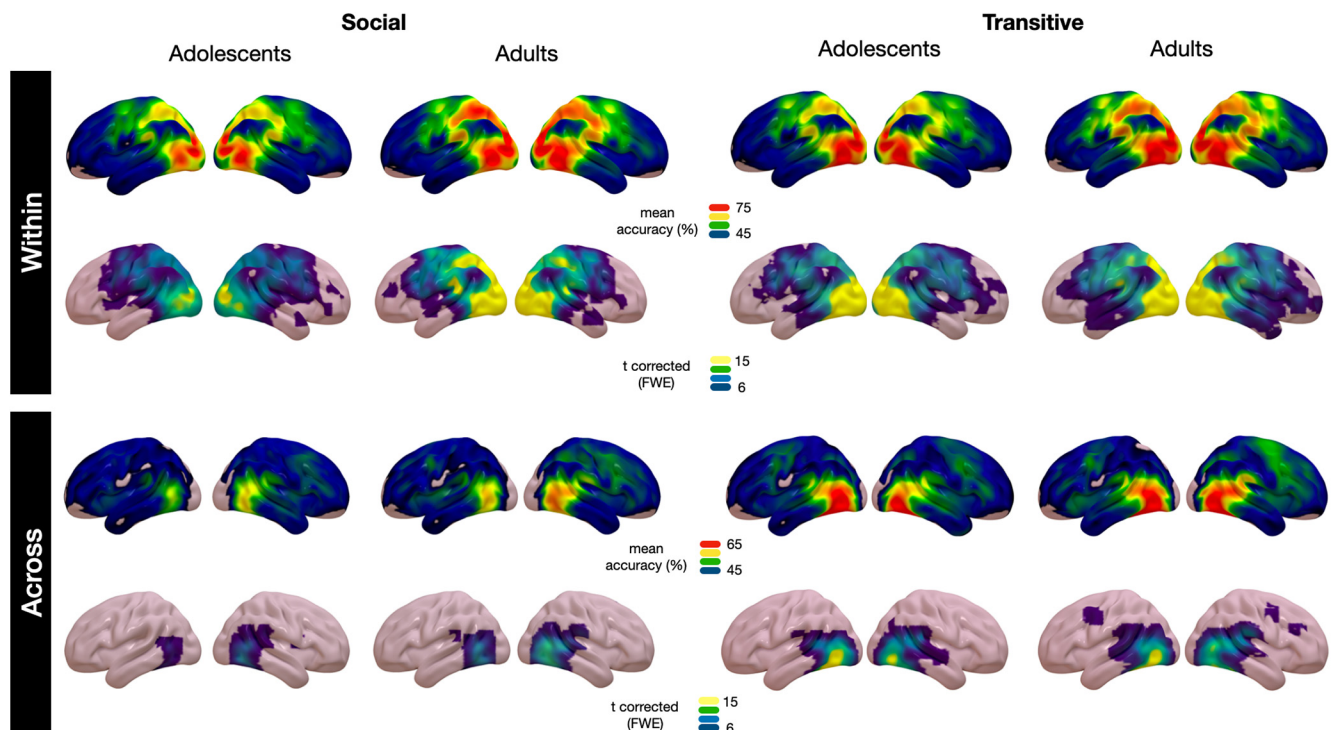 Social
Transitive
Adolescents
Adults
Adolescents
Adults
Within
mean
accuracy (%)
75
45
t corrected
(FWE)
15
6
Across
mean
accuracy (%)
65
45
t corrected
(FWE)
15
6